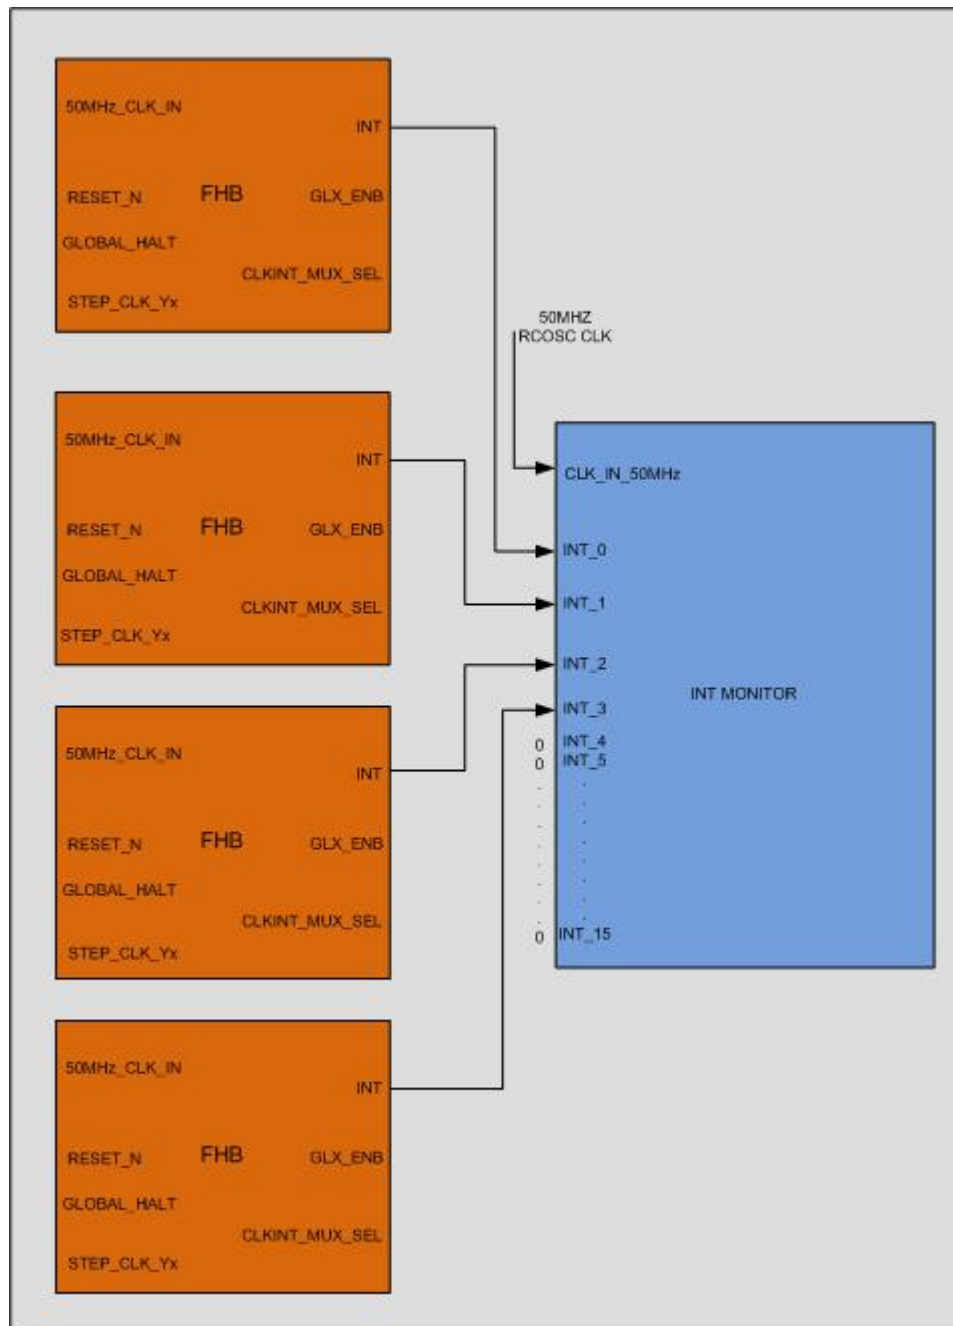 50MHz_CLK_IN
INT
RESET_N
FHB
GLX_ENB
GLOBAL_HALT
CLKINT_MUX_SEL
STEP_CLK_Yx
50MHZ
RCOSC CLK
50MHz_CLK_IN
INT
RESET_N
FHB
GLX_ENB
GLOBAL_HALT
CLKINT_MUX_SEL
STEP_CLK_Yx
50MHz_CLK_IN
INT
RESET_N
FHB
GLX_ENB
GLOBAL_HALT
CLKINT_MUX_SEL
STEP_CLK_Yx
50MHz_CLK_IN
INT
RESET_N
FHB
GLX_ENB
GLOBAL_HALT
CLKINT_MUX_SEL
STEP_CLK_Yx
CLK_IN_50MHz
INT_0
INT_1
INT_2
INT_3
0 INT_4
0 INT_5
0 INT_15
INT MONITOR